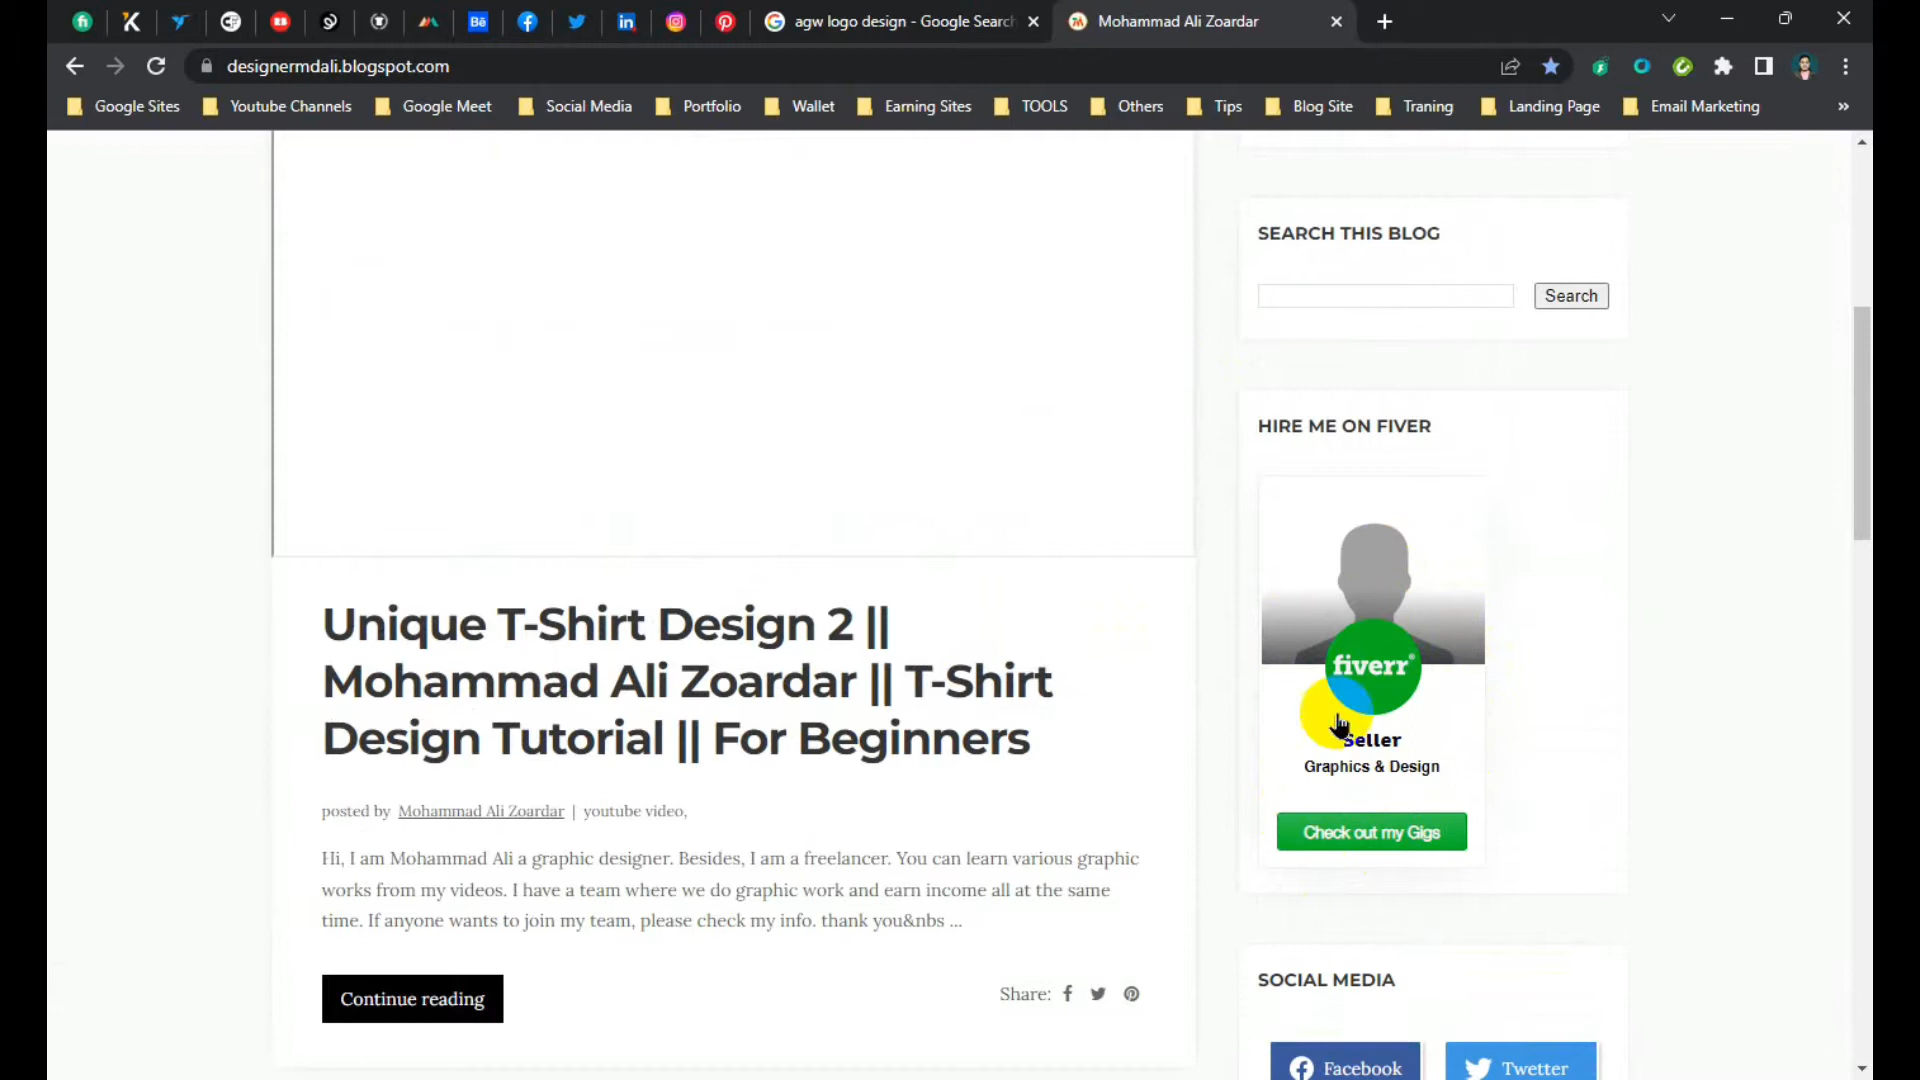 agw logo design - Google Search
Mohammad Ali Zoardar
designermdali.blogspot.com
Google Sites
Youtube Channels
Google Meet
Social Media
Portfolio
Wallet
Earning Sites
TOOLS
Others
Tips
Blog Site
Traning
Landing Page
Email Marketing
»
Unique T-Shirt Design 2 ||
Mohammad Ali Zoardar || T-Shirt
Design Tutorial || For Beginners
posted by Mohammad Ali Zoardar | youtube video,
Hi, I am Mohammad Ali a graphic designer. Besides, I am a freelancer. You can learn various graphic
works from my videos. I have a team where we do graphic work and earn income all at the same
time. If anyone wants to join my team, please check my info. thank you&nbs ...
Continue reading
Share:
SEARCH THIS BLOG
Search
HIRE ME ON FIVER
fiverr®
Seller
Graphics & Design
Check out my Gigs
SOCIAL MEDIA
Facebook
Twetter